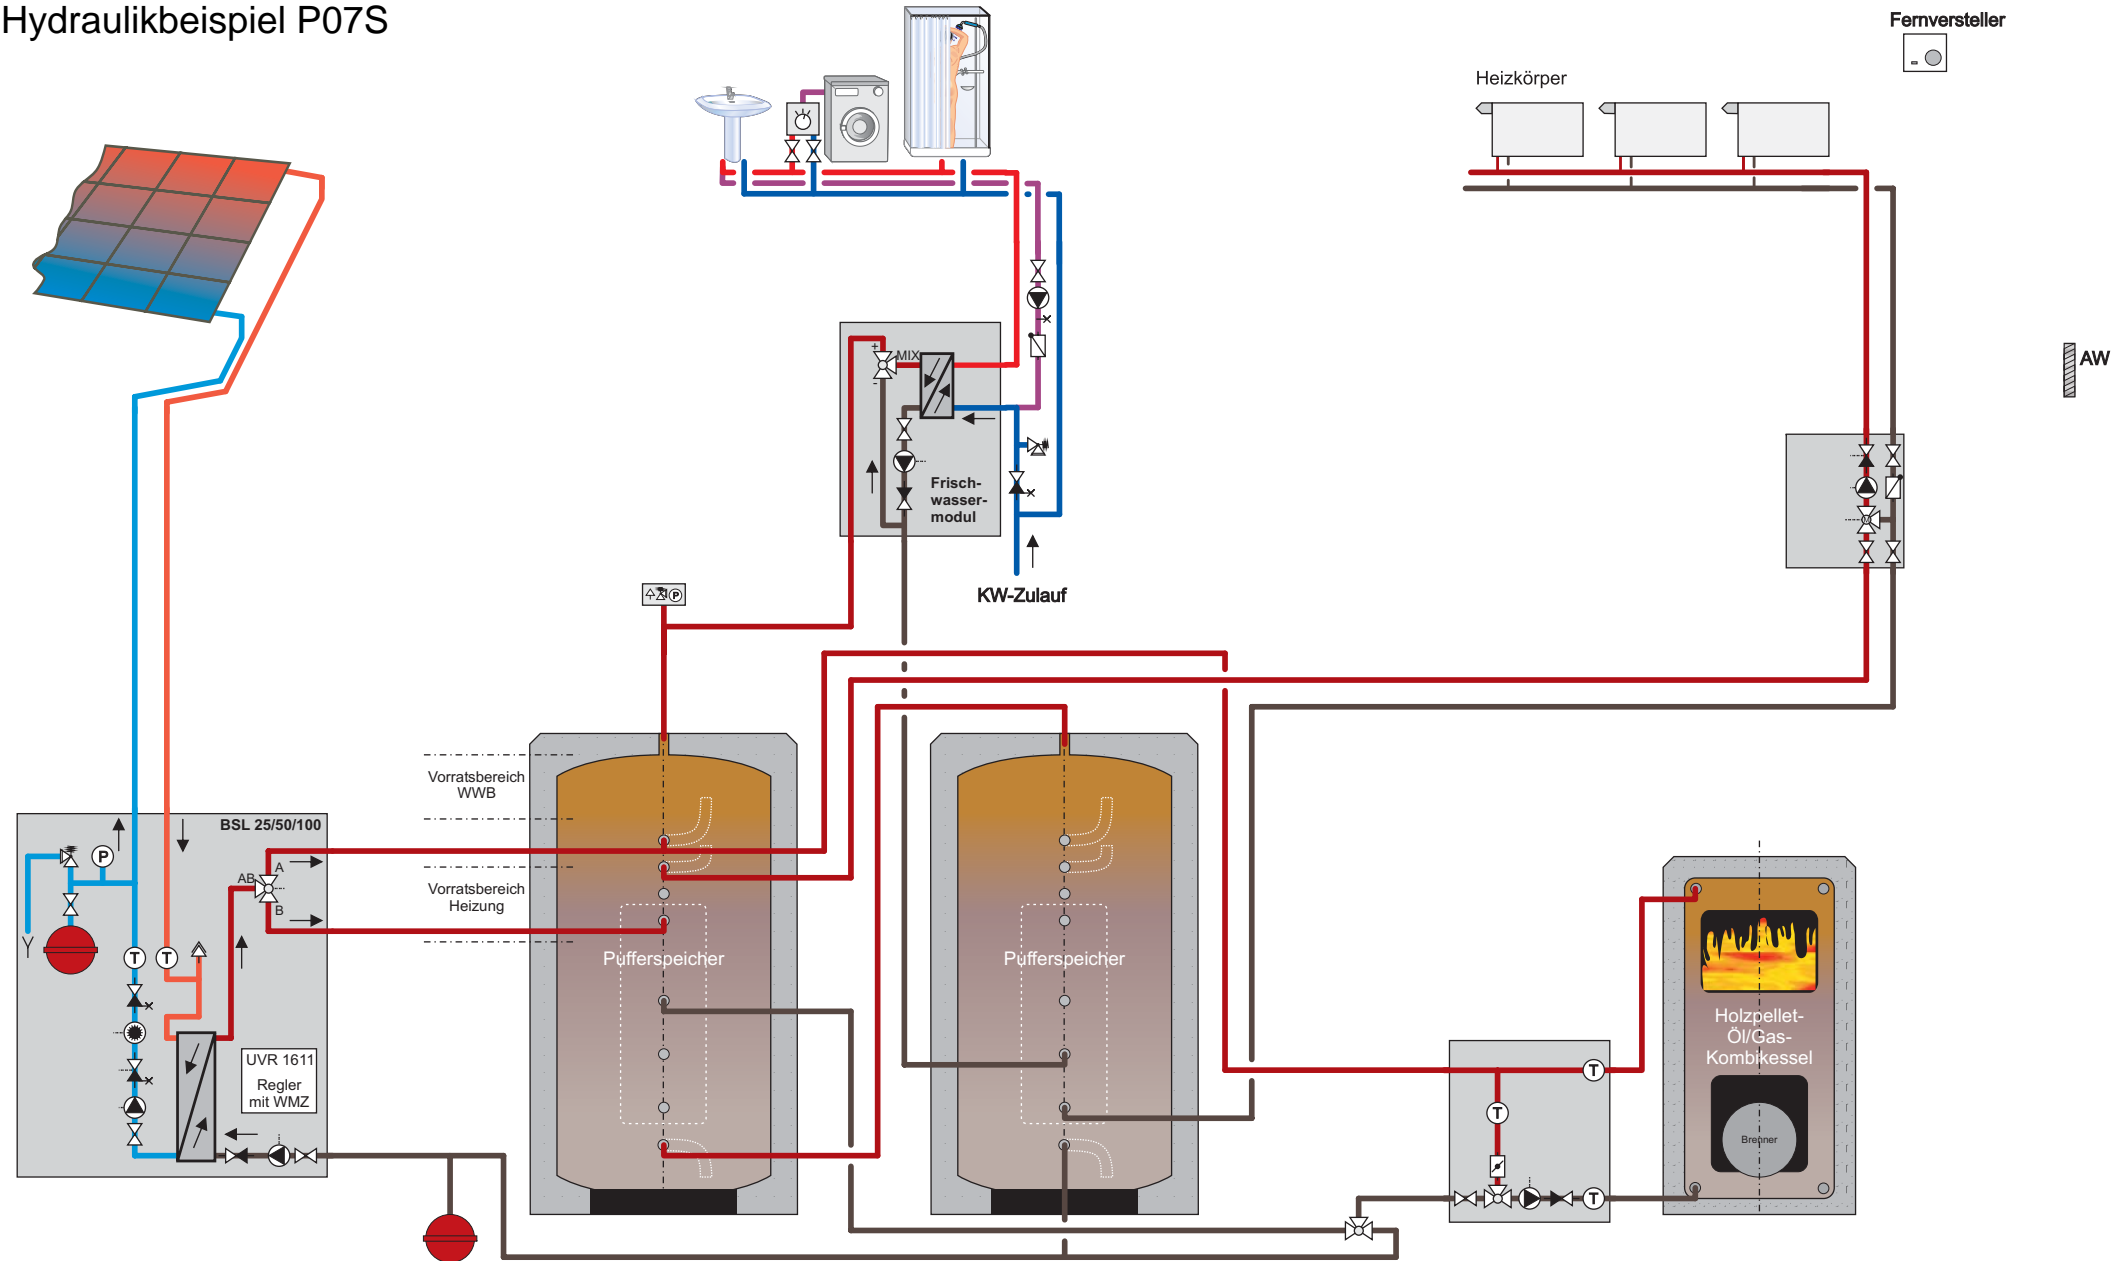 Hydraulikbeispiel P07S
Fernversteller
Heizkörper
AW
+
MIX
-
Frisch-
wasser-
modul
M
KW-Zulauf
P
Vorratsbereich
WWB
BSL 25/50/100
P
A
AB
B
Vorratsbereich
Heizung
T
T
Pufferspeicher
Pufferspeicher
Holzpellet-
Öl/Gas-
Kombikessel
UVR 1611
Regler
mit WMZ
T
T
Brenner
T